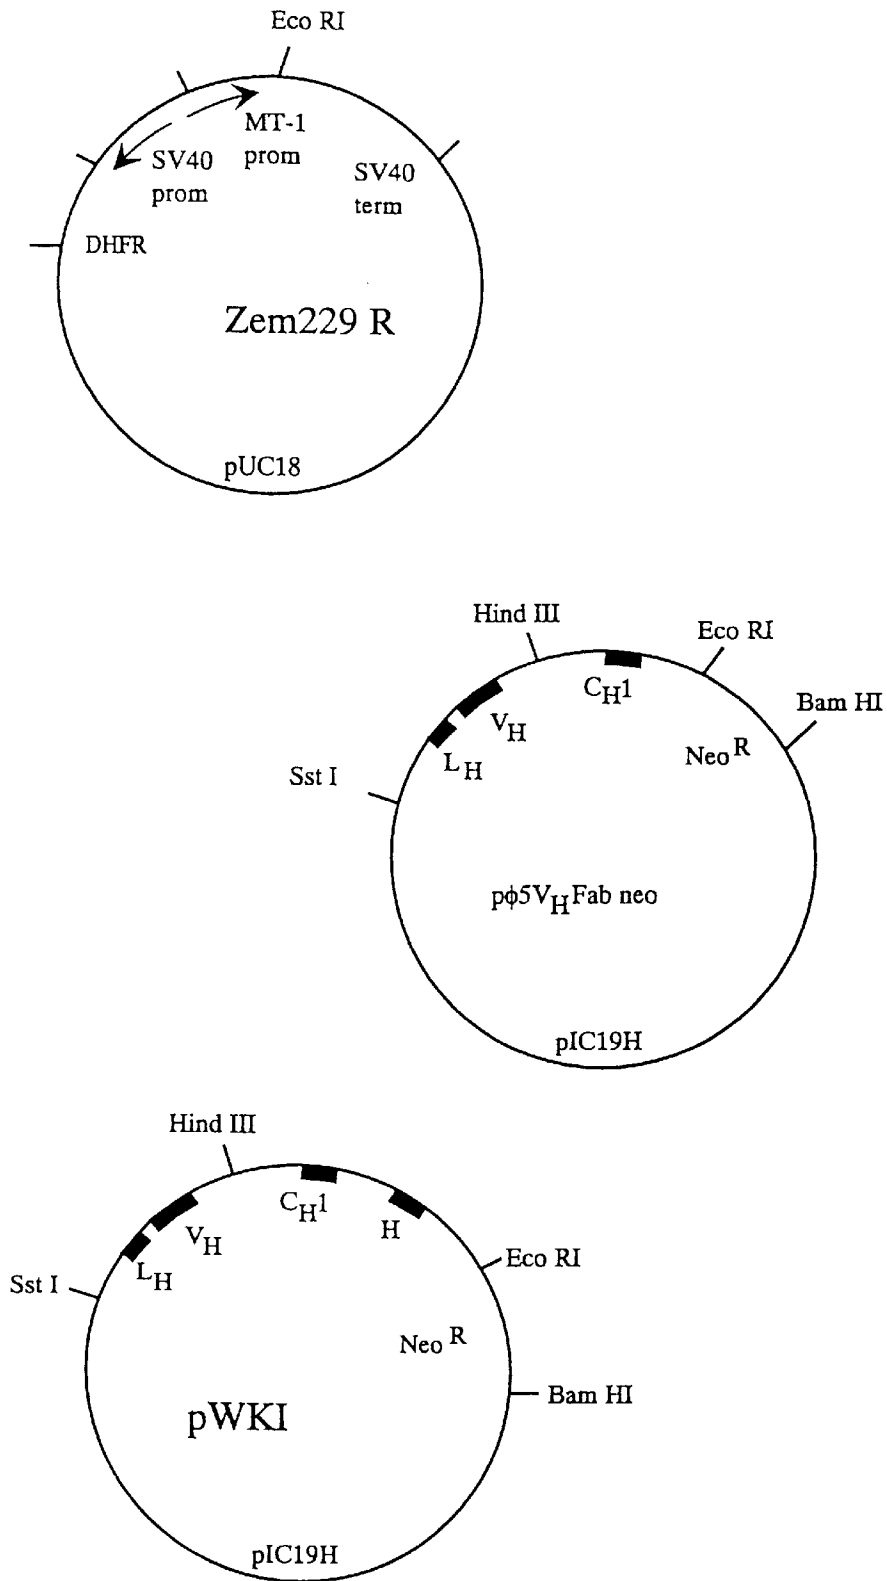 Eco RI
MT-1
prom
SV40
prom
SV40
term
DHFR
Zem229 R
pUC18
Hind III
Eco RI
CH1
Bam HI
VH
NeoR
LH
Sst I
pϕ5VHFab neo
pIC19H
Hind III
CH1
H
VH
Eco RI
LH
Sst I
NeoR
Bam HI
pWKI
pIC19H